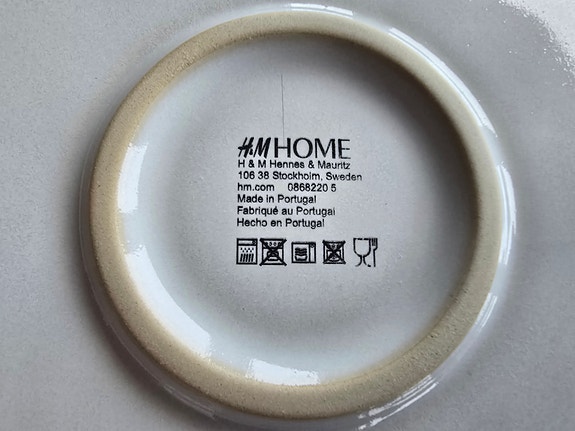 H&M HOME
H & M Hennes & Mauritz
106 38 Stockholm, Sweden
hm.com 0868220 5
Made in Portugal
Fabriqué au Portugal
Hecho en Portugal